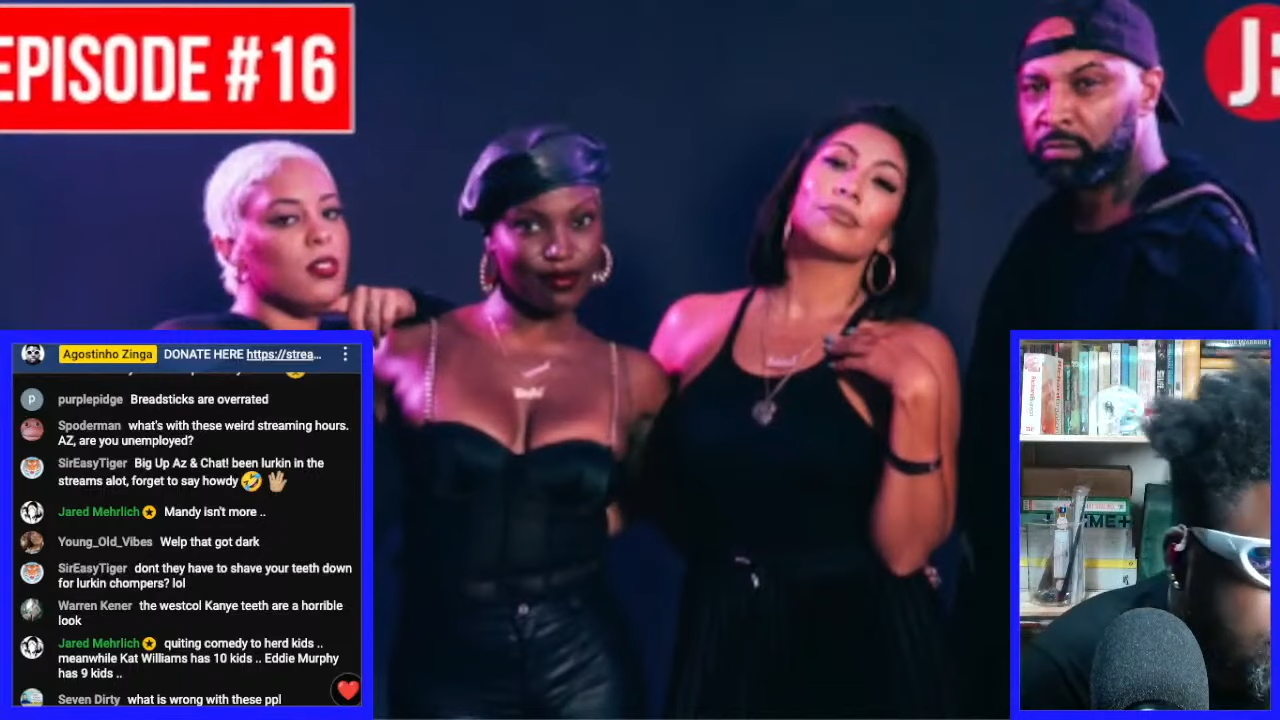 EPISODE #16
J
Agostinho Zinga DONATE HERE https://strea...
purplepidge Breadsticks are overrated
Spoderman what's with these weird streaming hours.
AZ, are you unemployed?
SirEasyTiger Big Up Az & Chat! been lurkin in the
streams alot, forget to say howdy 🤣 🖖🏽
Jared Mehrlich Mandy isn't more ..
Young_Old_Vibes Welp that got dark
SirEasyTiger dont they have to shave your teeth down
for lurkin chompers? lol
Warren Kener the westcol Kanye teeth are a horrible
look
Jared Mehrlich quiting comedy to herd kids ..
meanwhile Kat Williams has 10 kids .. Eddie Murphy
has 9 kids ..
Seven Dirty what is wrong with these ppl
THE WARRIOR